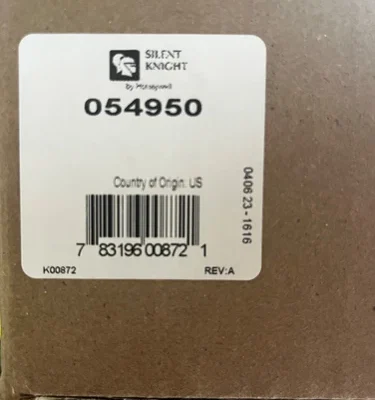 SILENT
KNIGHT
by Honeywell
054950
Country of Origin: US
0406 23 - 1616
7 83196 00872 1
K00872
REV:A